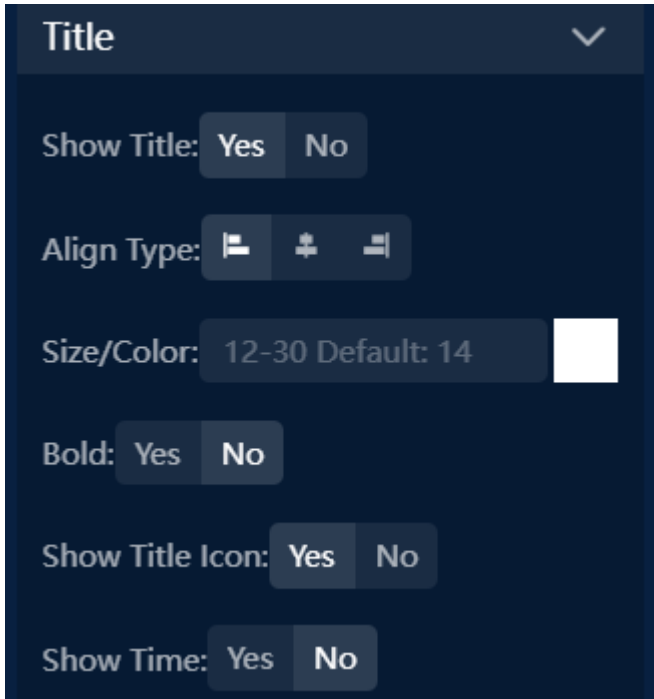 Title
Show Title: Yes No
Align Type:
Size/Color: 12-30 Default: 14
Bold: Yes No
Show Title Icon: Yes No
Show Time: Yes No